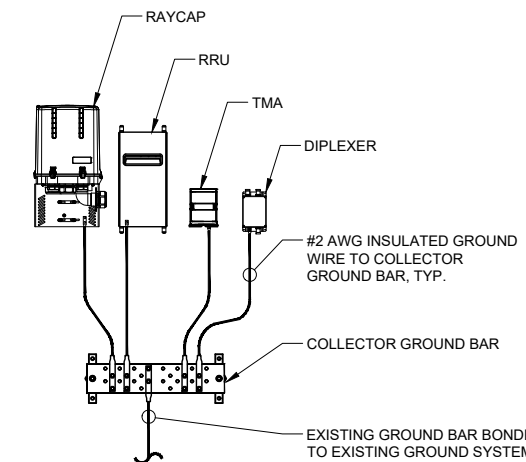 RAYCAP
RRU
TMA
DIPLEXER
#2 AWG INSULATED GROUND
WIRE TO COLLECTOR
GROUND BAR, TYP.
COLLECTOR GROUND BAR
EXISTING GROUND BAR
TO EXISTING GROUND SYSTEM